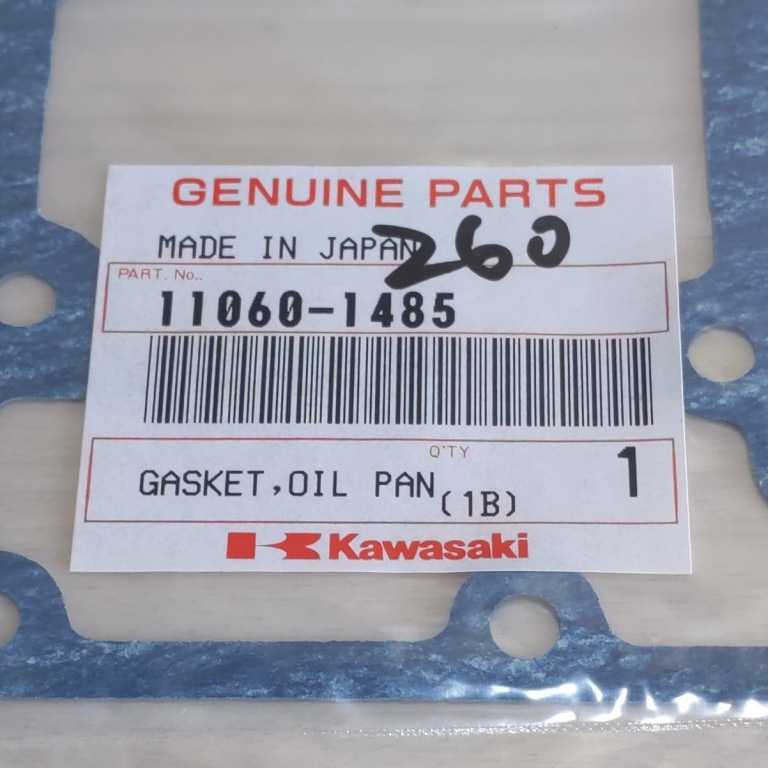 GENUINE PARTS
MADE IN JAPAN 260
PART. No..
11060-1485
Q'TY
GASKET,OIL PAN (1B) 1
Kawasaki